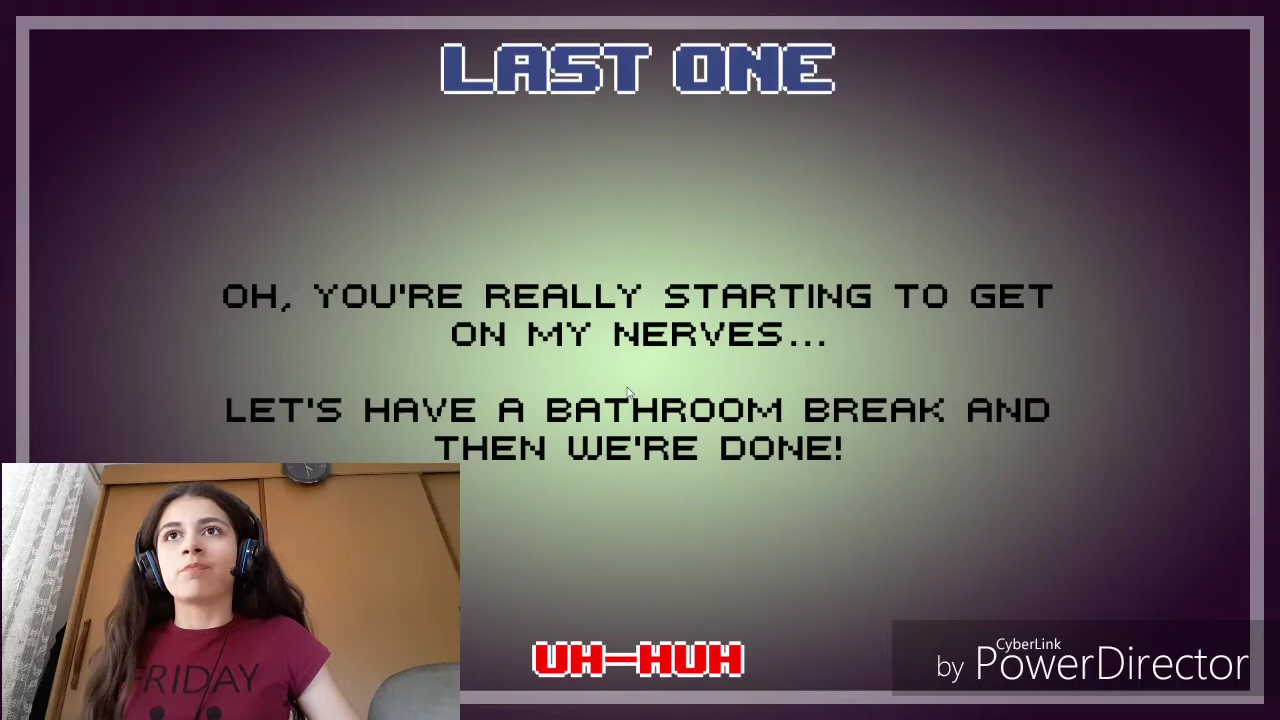 LAST ONE
OH, YOU'RE REALLY STARTING TO GET
ON MY NERVES...
LET'S HAVE A BATHROOM BREAK AND
THEN WE'RE DONE!
FRIDAY
UH-HUH
CyberLink
by PowerDirector